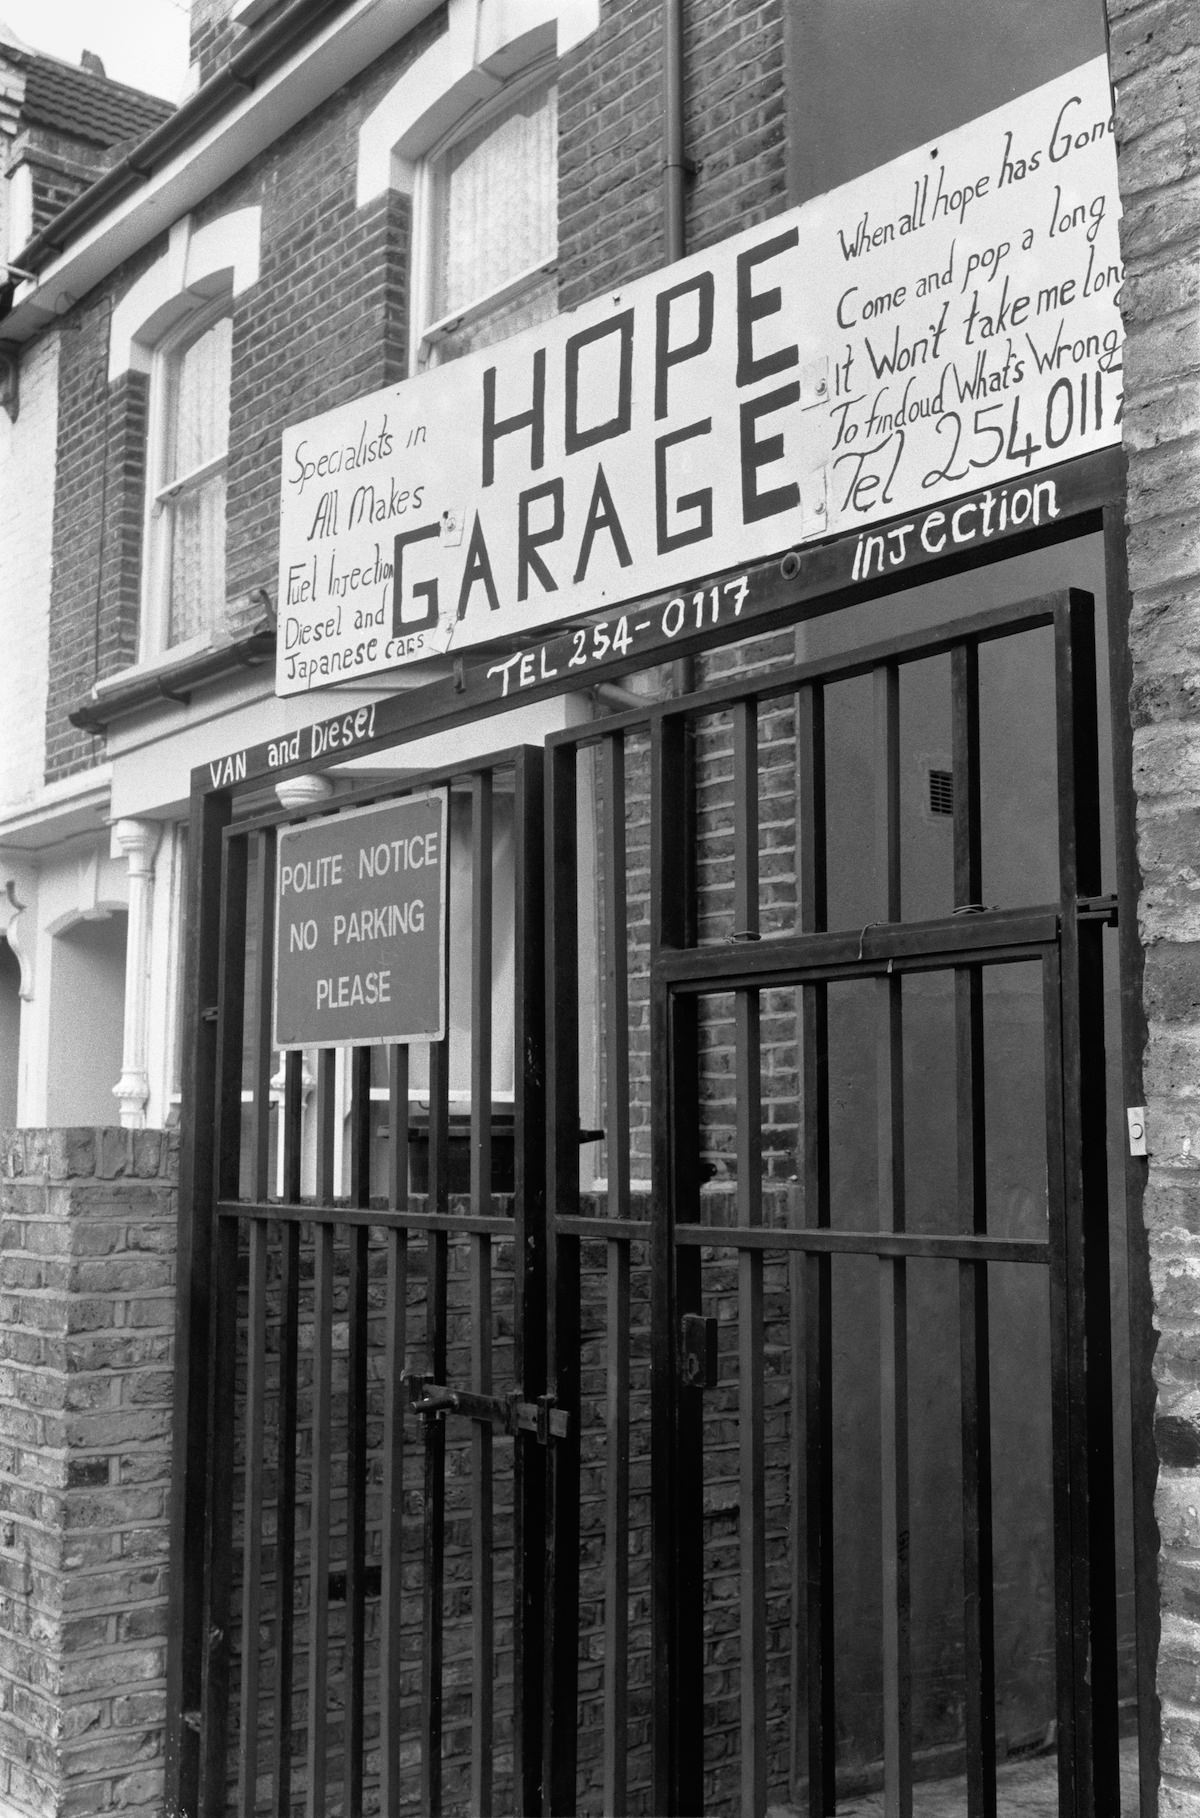 Specialists in
All Makes
Fuel Injection
Diesel and
Japanese cars
HOPE
GARAGE
When all hope has Gone
Come and pop a long
it Won't take me long
To findoud What's Wrong
Tel 254 0117
VAN and Diesel TEL 254-0117 inJection
POLITE NOTICE
NO PARKING
PLEASE